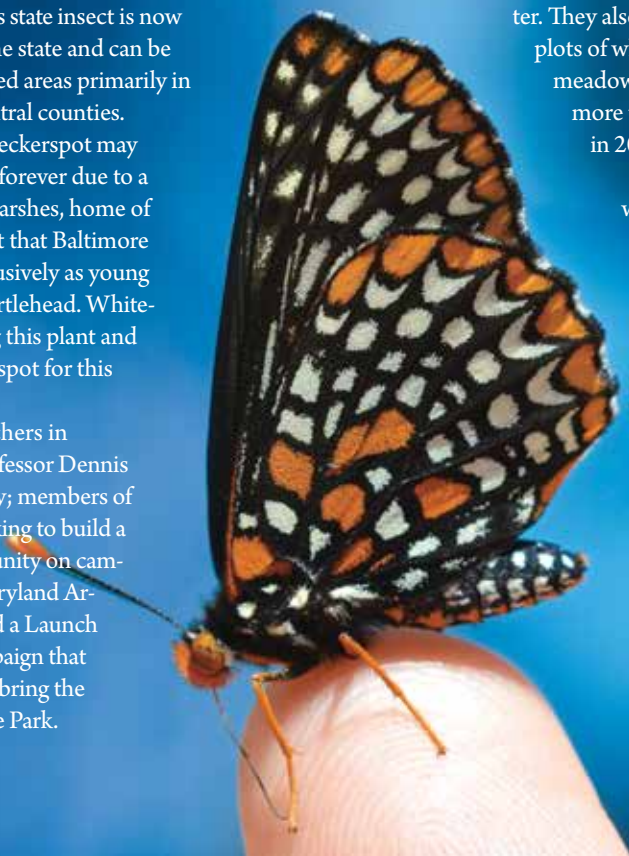 s state insect is now
e state and can be
ed areas primarily in
tral counties.
eckerspot may
forever due to a
arshes, home of
t that Baltimore
usively as young
rtlehead. White-
g this plant and
spot for this
hers in
fessor Dennis
y; members of
king to build a
unity on cam-
ryland Ar-
d a Launch
paign that
bring the
e Park.
ter. They also
plots of w
meadow
more
in 20
w